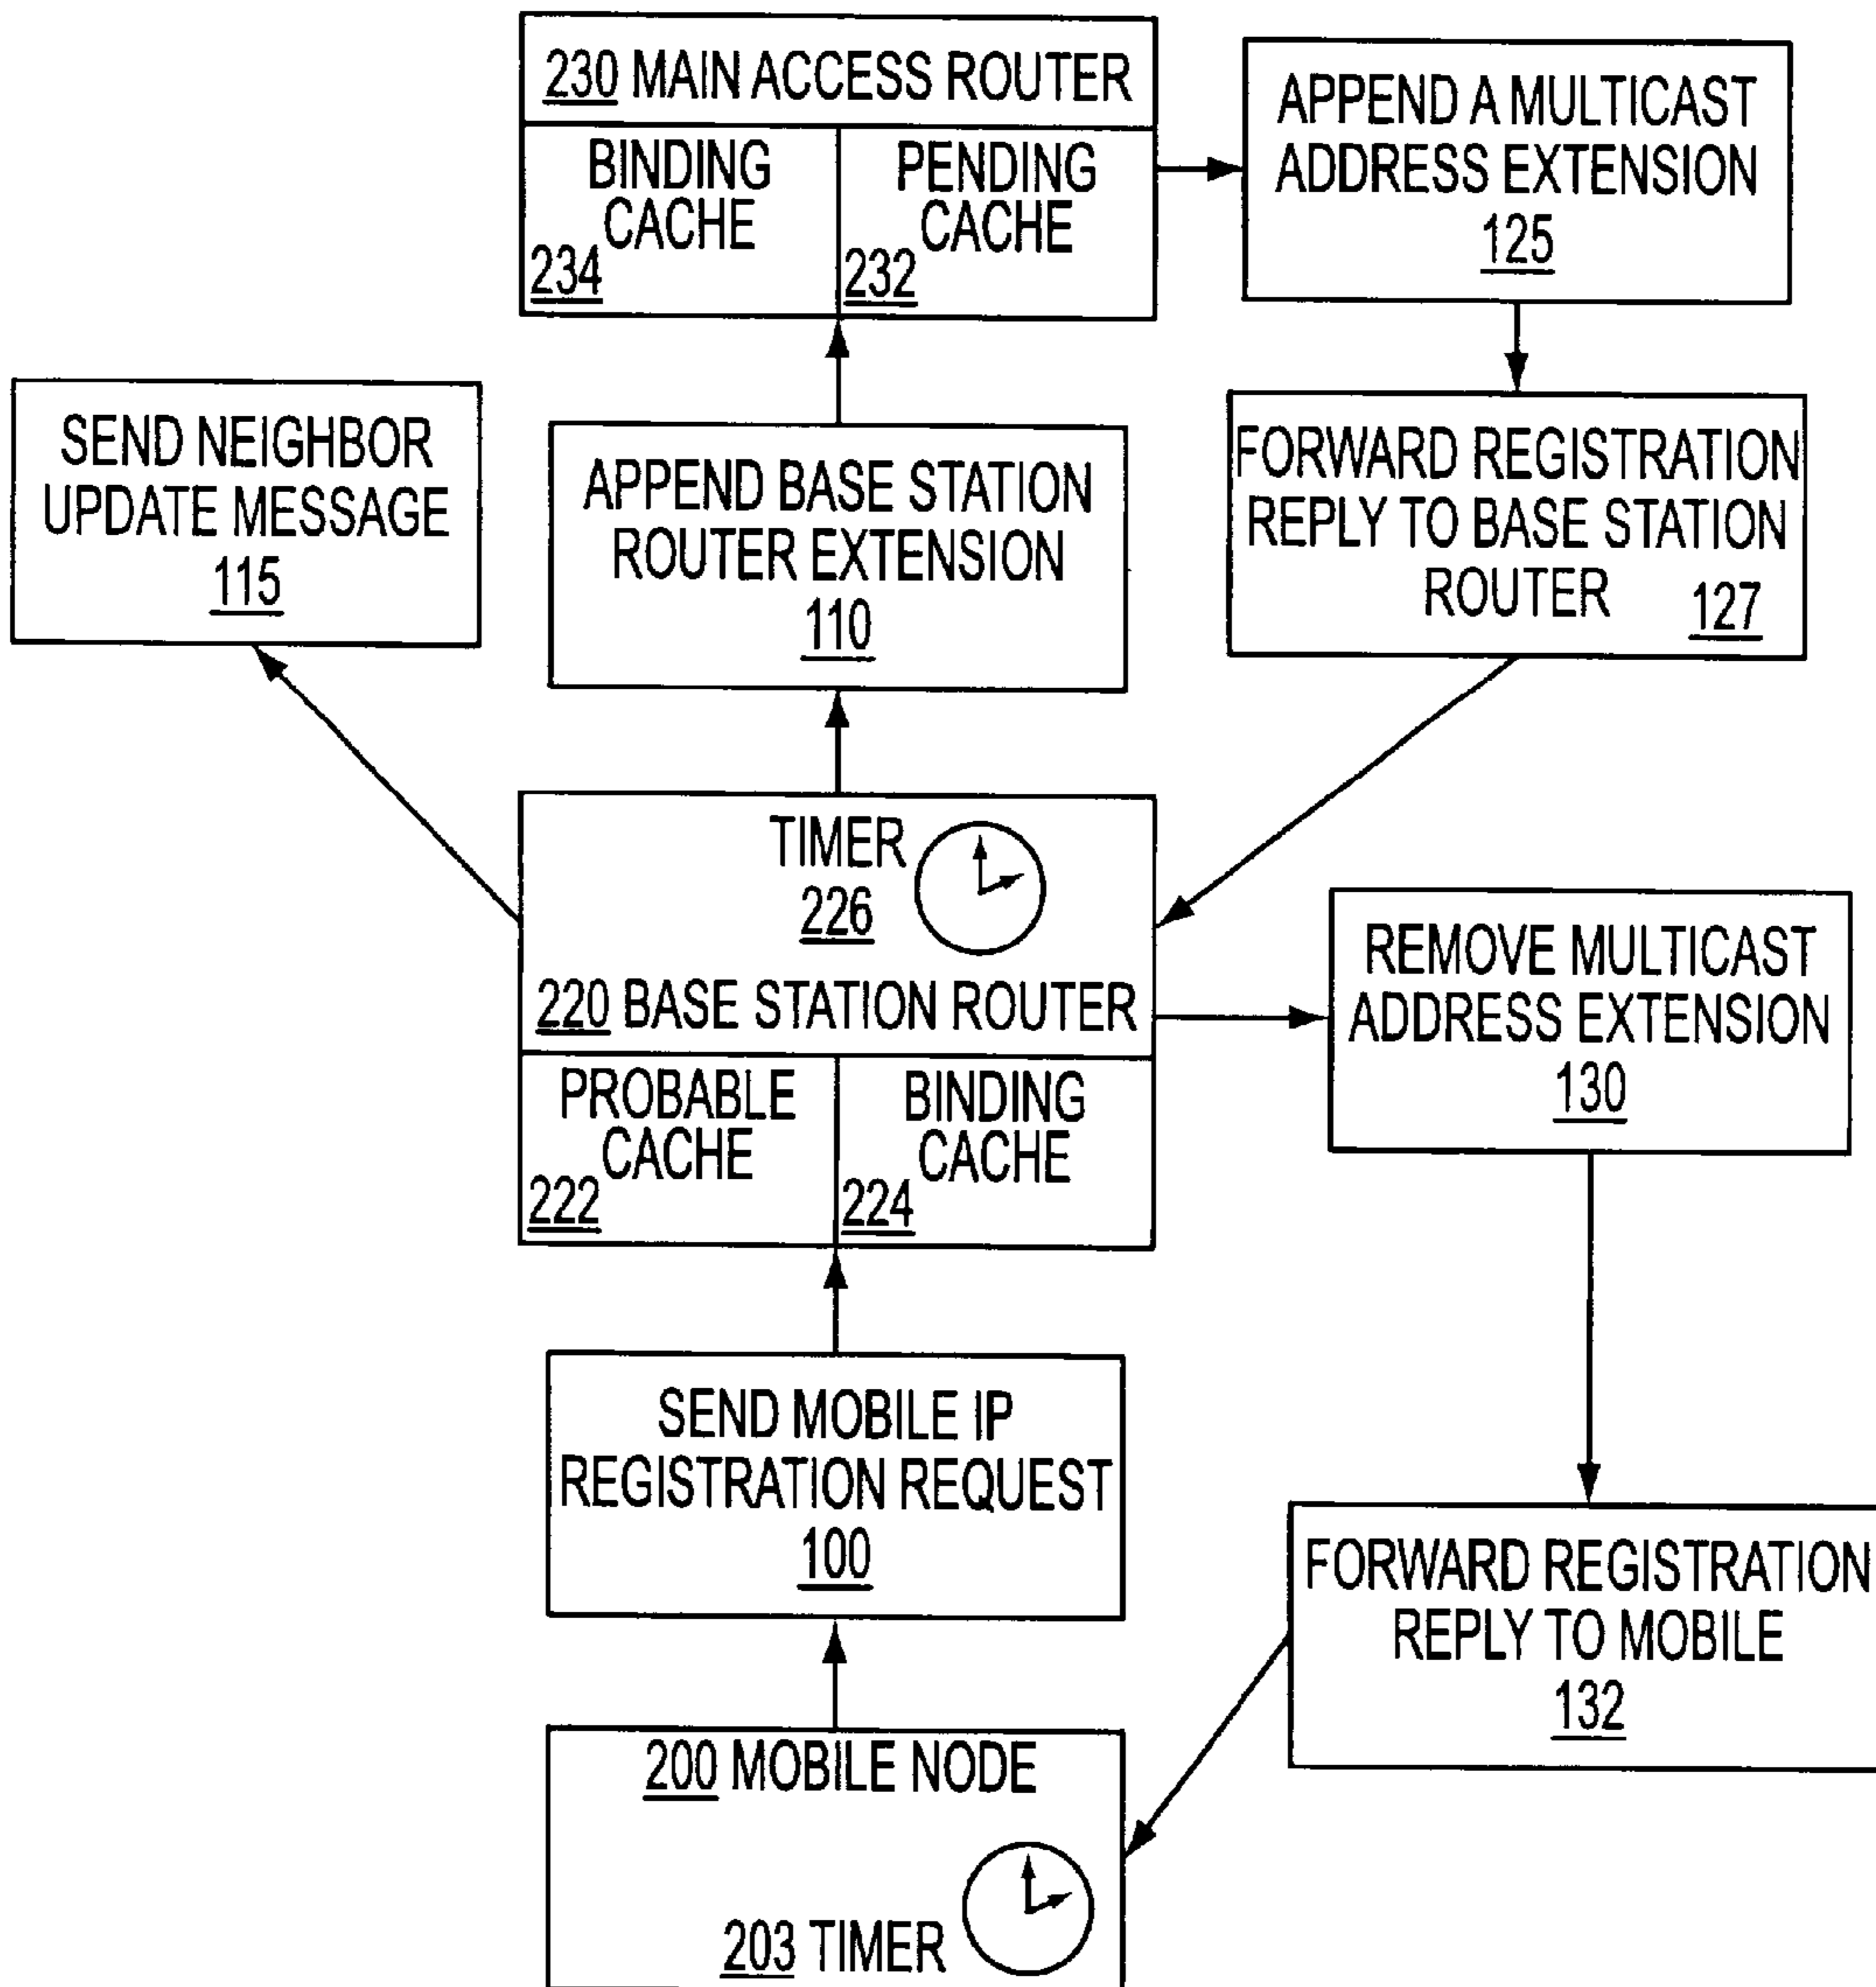 230 MAIN ACCESS ROUTER
BINDING
CACHE
234
PENDING
CACHE
232
APPEND A MULTICAST
ADDRESS EXTENSION
125
SEND NEIGHBOR
UPDATE MESSAGE
115
APPEND BASE STATION
ROUTER EXTENSION
110
FORWARD REGISTRATION
REPLY TO BASE STATION
ROUTER 127
TIMER
226
220 BASE STATION ROUTER
PROBABLE
CACHE
222
BINDING
CACHE
224
REMOVE MULTICAST
ADDRESS EXTENSION
130
SEND MOBILE IP
REGISTRATION REQUEST
100
FORWARD REGISTRATION
REPLY TO MOBILE
132
200 MOBILE NODE
203 TIMER